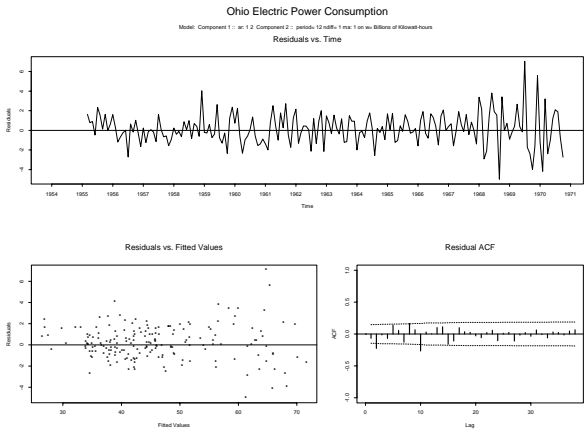 Ohio Electric Power Consumption
Model: Component 1 :: ar: 1 2 Component 2 :: period= 12 ndiff= 1 ma: 1 on w= Billions of Kilowatt-hours
Residuals vs. Time
Residuals
6
4
2
0
-2
-4
1954 1955 1956 1957 1958 1959 1960 1961 1962 1963 1964 1965 1966 1967 1968 1969 1970 1971
Time
Residuals vs. Fitted Values
Residuals
6
4
2
0
-2
-4
30 40 50 60 70
Fitted Values
Residual ACF
ACF
1.0
0.5
0.0
-0.5
-1.0
0 10 20 30
Lag